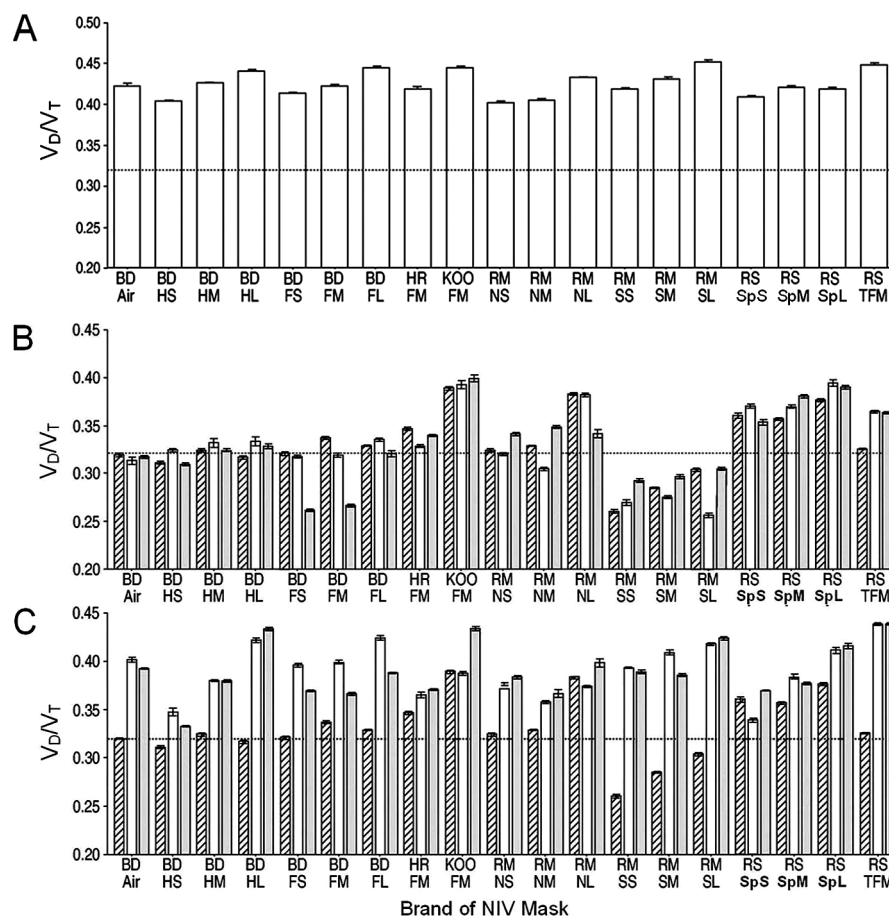 A
V_D/V_T
0.50
0.45
0.40
0.35
0.30
0.25
0.20
BD BD BD BD BD BD BD HR KOO RM RM RM RM RM RM RS RS RS RS
Air HS HM HL FS FM FL FM FM NS NM NL SS SM SL SpS SpM SpL TFM
B
V_D/V_T
0.45
0.40
0.35
0.30
0.25
0.20
BD BD BD BD BD BD BD HR KOO RM RM RM RM RM RM RS RS RS RS
Air HS HM HL FS FM FL FM FM NS NM NL SS SM SL SpS SpM SpL TFM
C
V_D/V_T
0.45
0.40
0.35
0.30
0.25
0.20
BD BD BD BD BD BD BD HR KOO RM RM RM RM RM RM RS RS RS RS
Air HS HM HL FS FM FL FM FM NS NM NL SS SM SL SpS SpM SpL TFM
Brand of NIV Mask